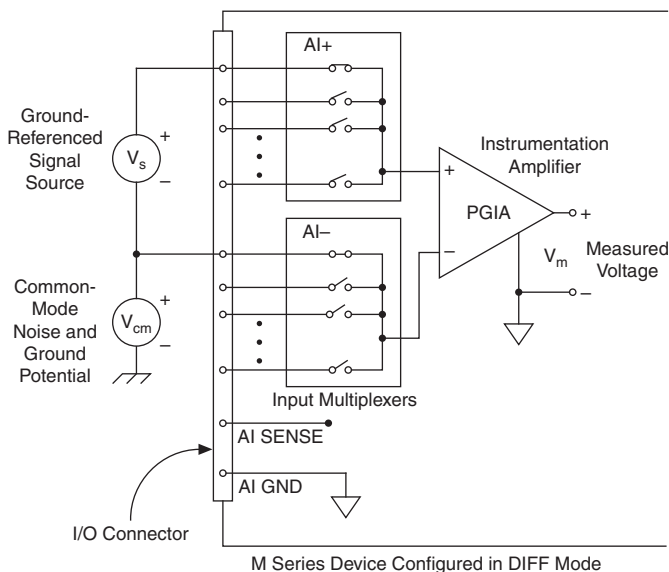 AI+
Ground-
Referenced
Signal
Source
+
Vs
–
Instrumentation
Amplifier
+
PGIA
–
+
Vm
Measured
Voltage
–
AI–
Common-
Mode
Noise and
Ground
Potential
+
Vcm
–
Input Multiplexers
AI SENSE
AI GND
I/O Connector
M Series Device Configured in DIFF Mode